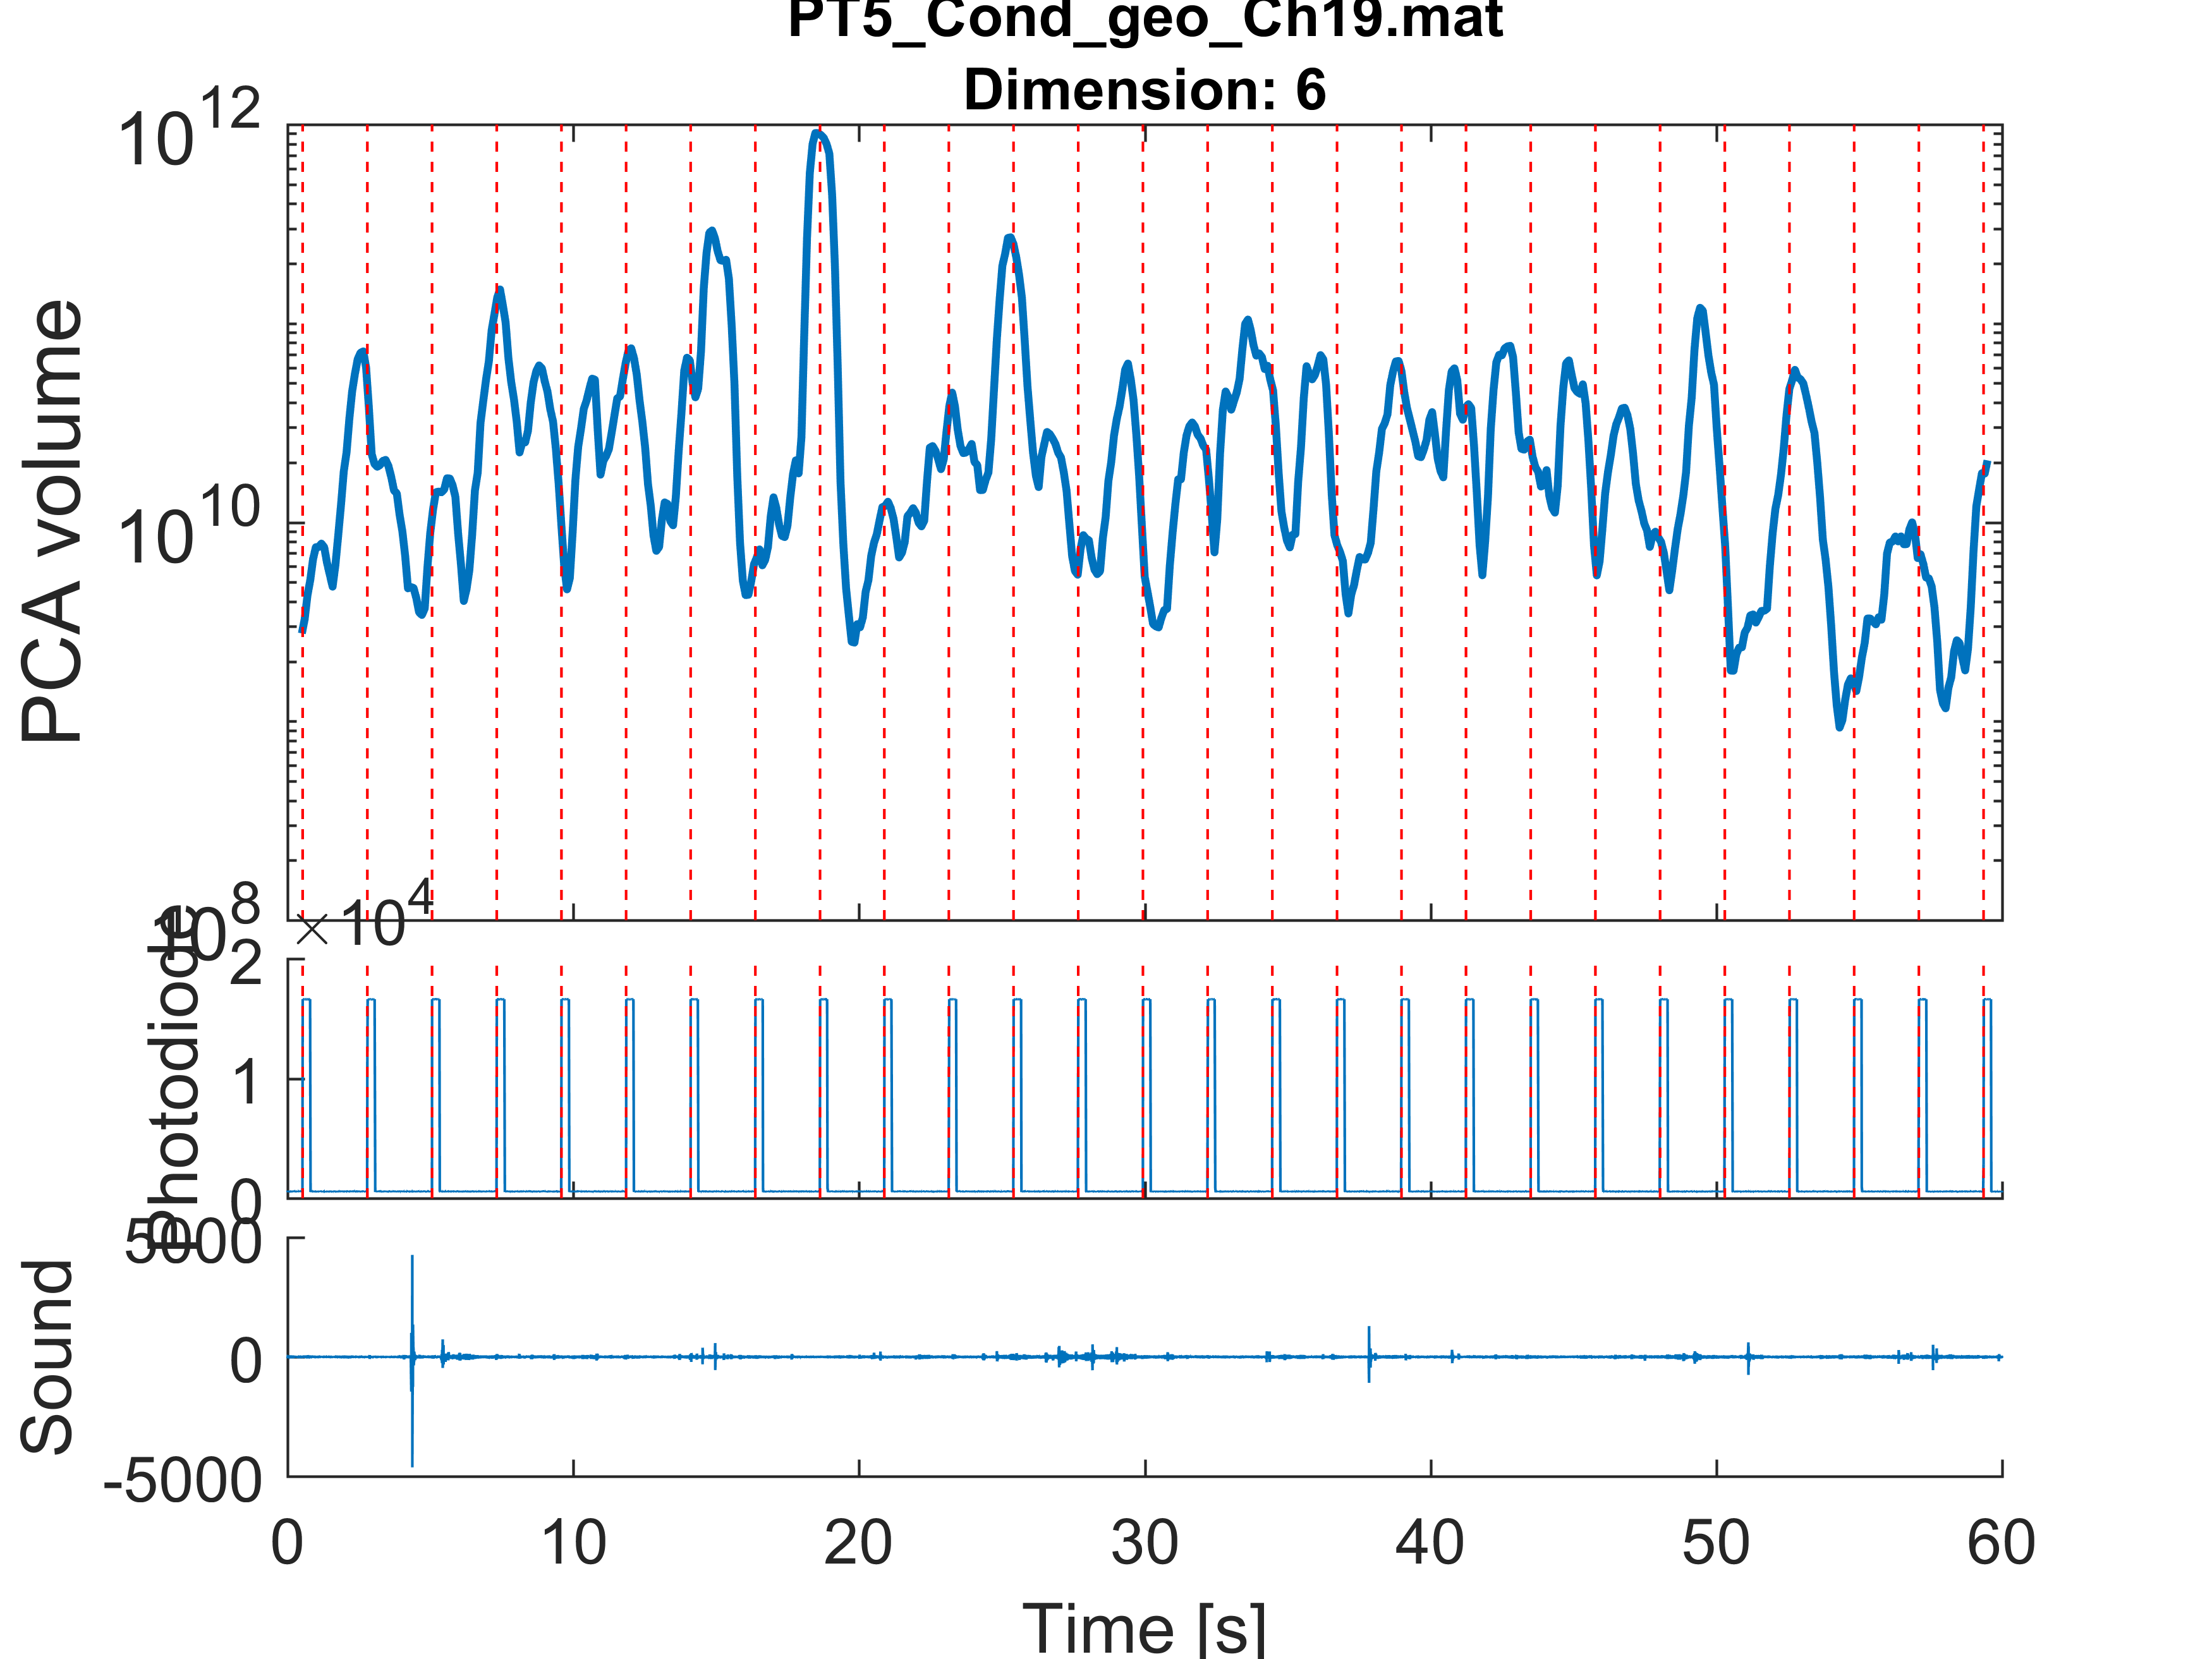 PT5_Cond_geo_Ch19.mat
Dimension: 6
PCA volume
10^12
10^10
10^8
×10^4
Photodiode
2
1
0
Sound
5000
0
-5000
0 10 20 30 40 50 60
Time [s]